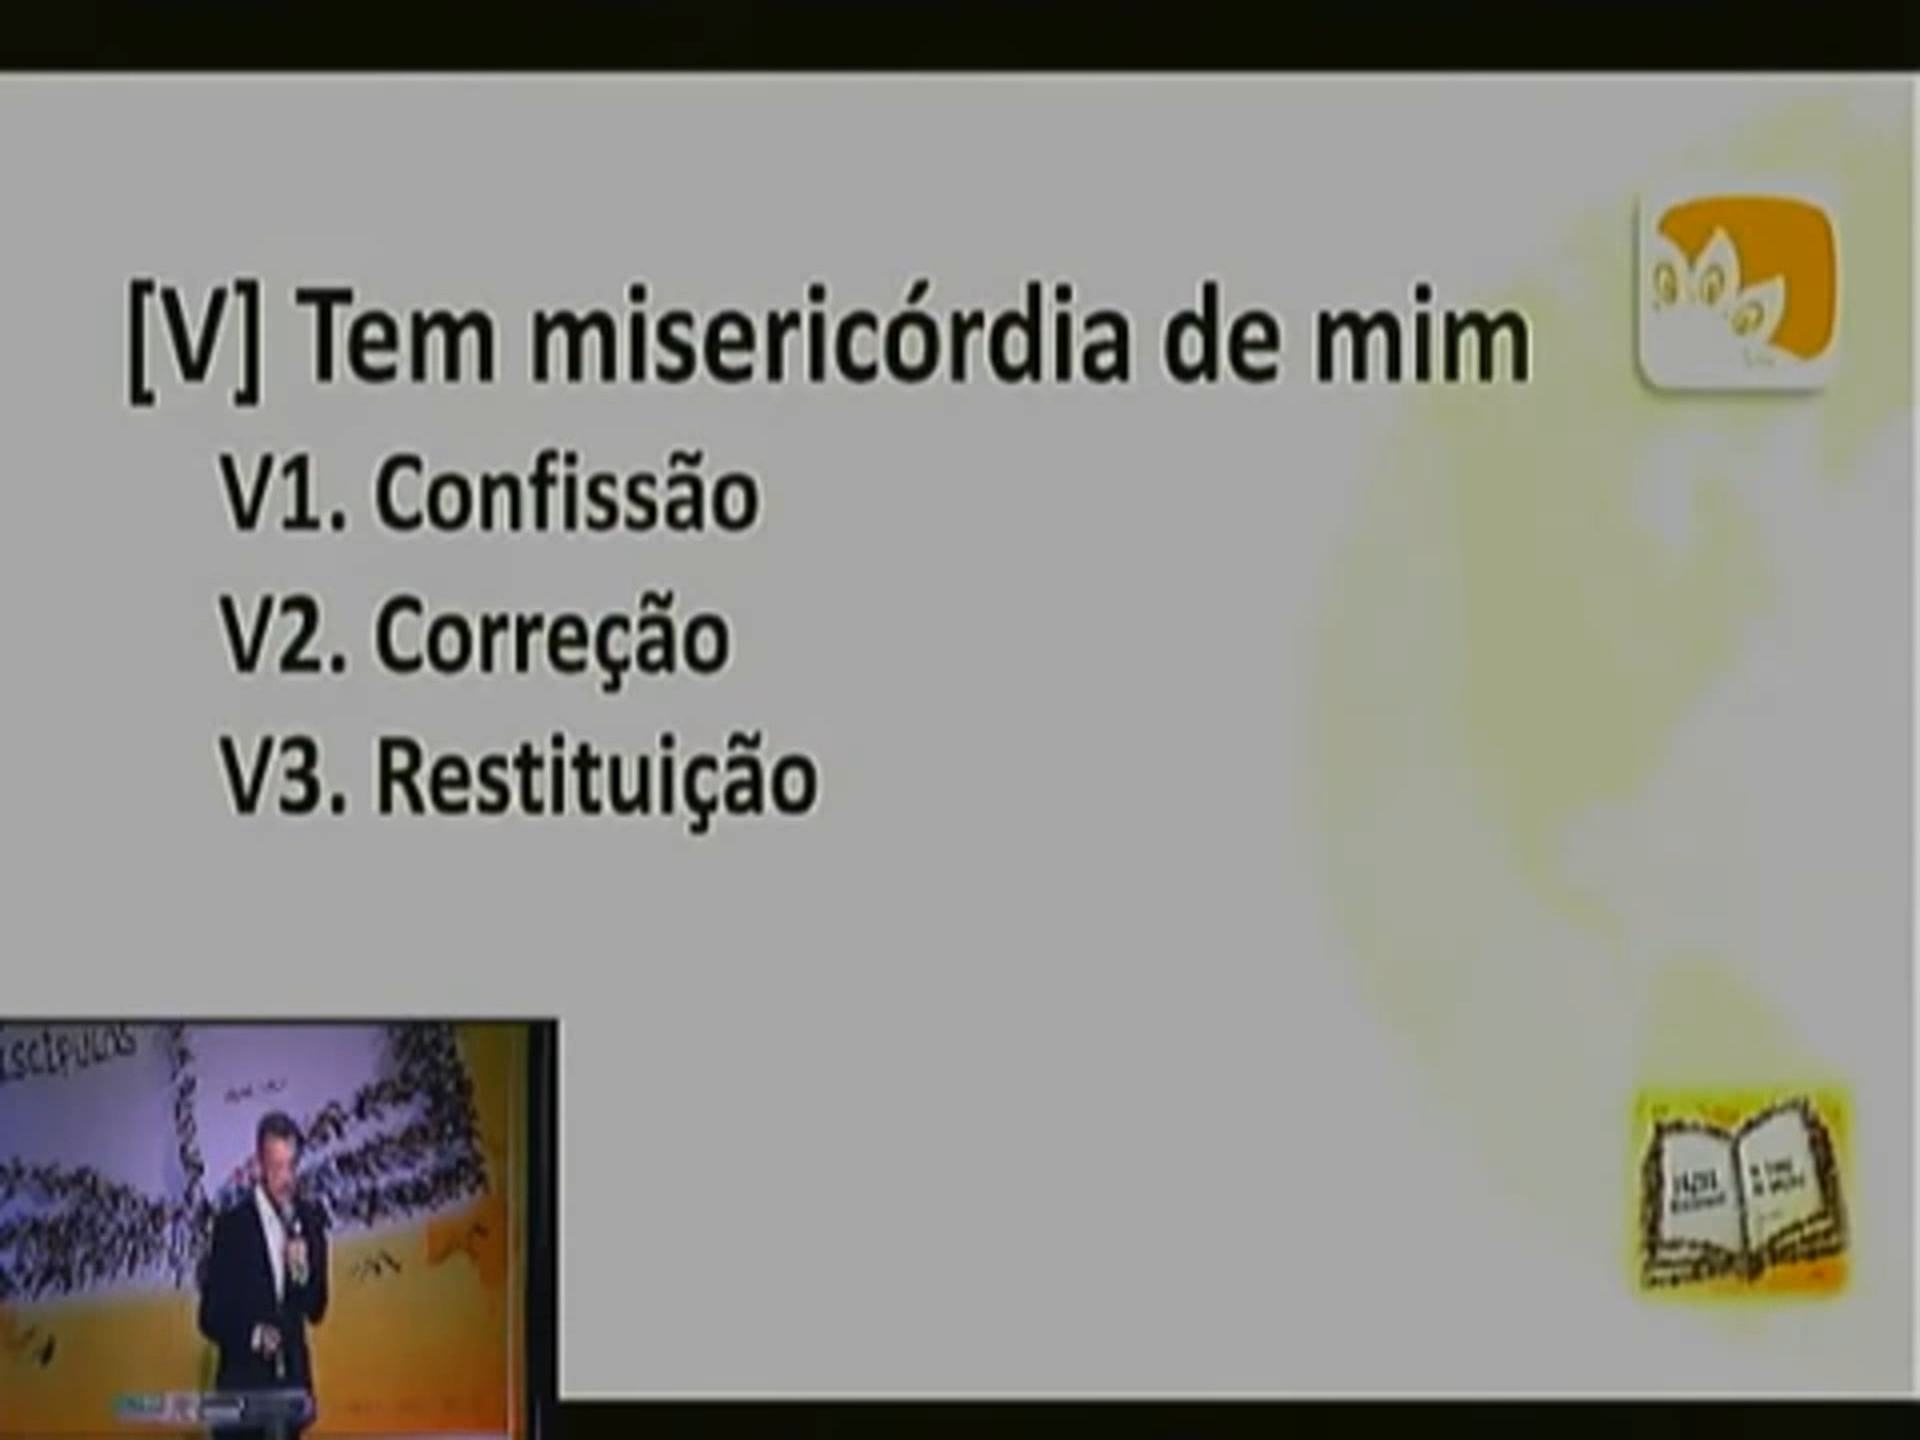 [V] Tem misericórdia de mim
V1. Confissão
V2. Correção
V3. Restituição